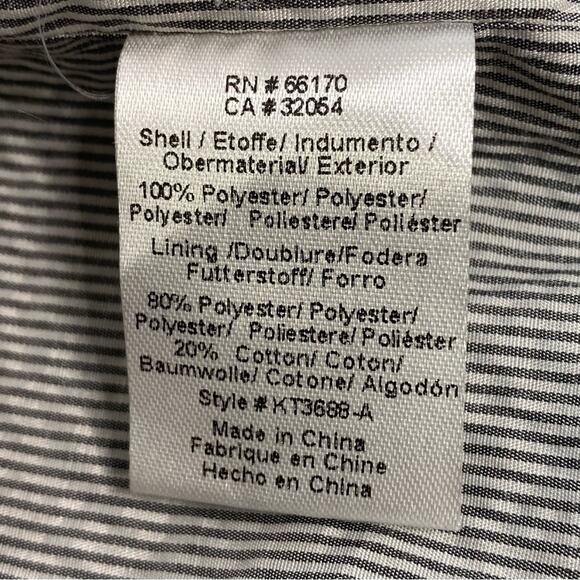 RN # 66170
CA # 32054
Shell / Etoffe/ Indumento /
Obermaterial/ Exterior
100% Polyester/ Polyester/
Polyester/ Poliestere/ Poliéster
Lining /Doublure/Fodera
Futterstoff/ Forro
80% Polyester/ Polyester/
Polyester/ Poliestere/ Poliéster
20% Cotton/ Coton/
Baumwolle/ Cotone/ Algodón
Style # KT3688-A
Made in China
Fabrique en Chine
Hecho en China